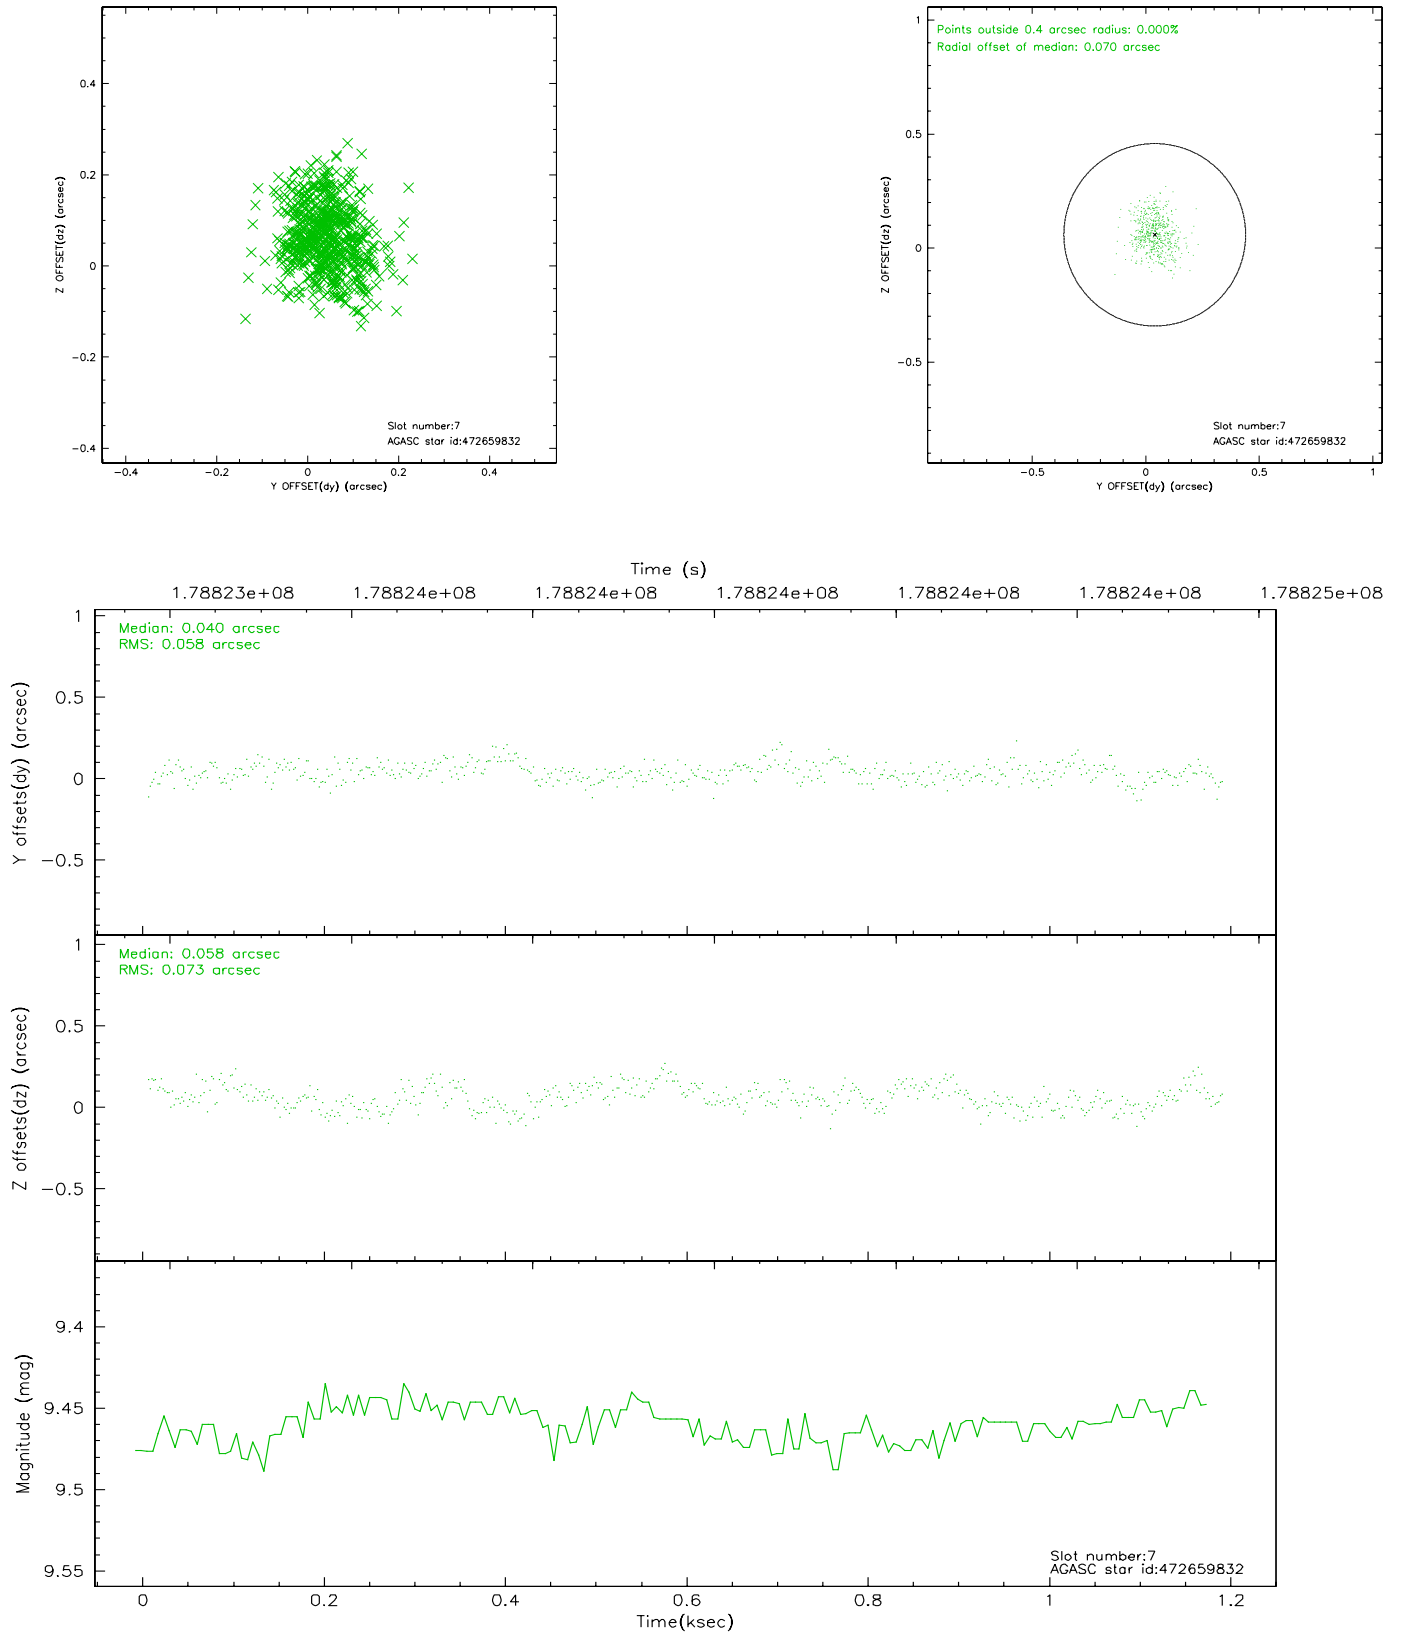 0.4
0.2
0
-0.2
-0.4
Z OFFSET(dz) (arcsec)
Slot number:7
AGASC star id:472659832
-0.4 -0.2 0 0.2 0.4
Y OFFSET(dy) (arcsec)
1
0.5
0
-0.5
Z OFFSET(dz) (arcsec)
Points outside 0.4 arcsec radius: 0.000%
Radial offset of median: 0.070 arcsec
Slot number:7
AGASC star id:472659832
-0.5 0 0.5 1
Y OFFSET(dy) (arcsec)
Time (s)
1.78823e+08 1.78824e+08 1.78824e+08 1.78824e+08 1.78824e+08 1.78824e+08 1.78825e+08
1
0.5
0
-0.5
Y offsets(dy) (arcsec)
Median: 0.040 arcsec
RMS: 0.058 arcsec
1
0.5
0
-0.5
Z offsets(dz) (arcsec)
Median: 0.058 arcsec
RMS: 0.073 arcsec
9.4
9.45
9.5
9.55
Magnitude (mag)
Slot number:7
AGASC star id:472659832
0 0.2 0.4 0.6 0.8 1 1.2
Time(ksec)